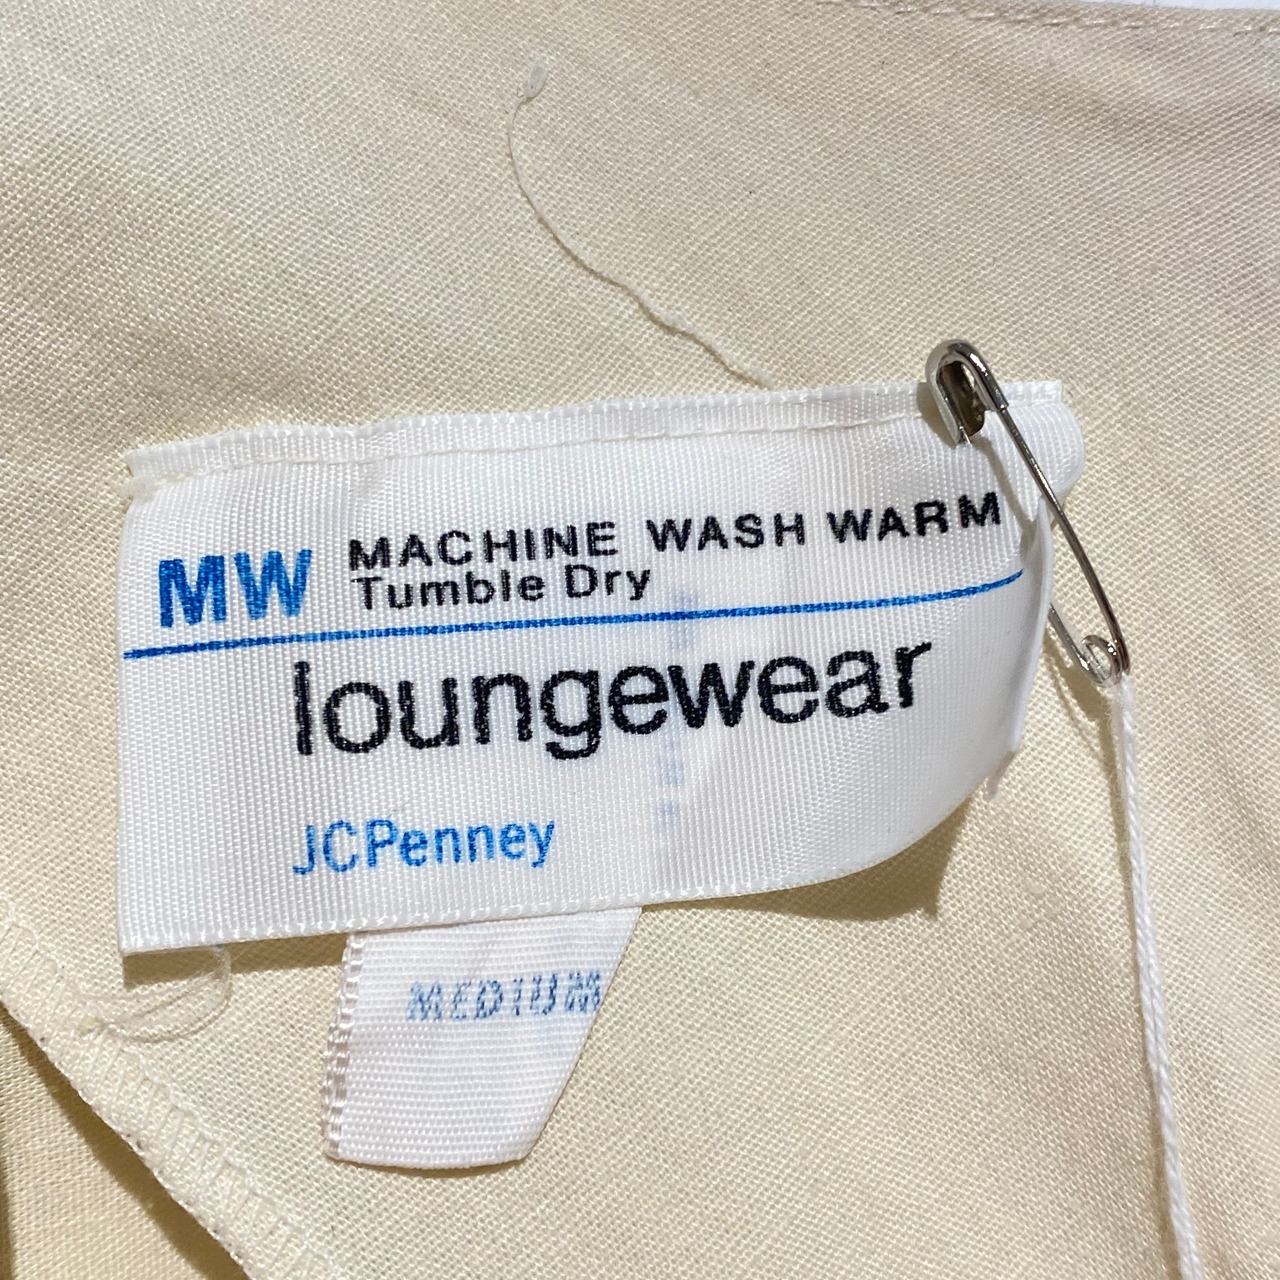 MW MACHINE WASH WARM
Tumble Dry
loungewear
JCPenney
MEDIUM